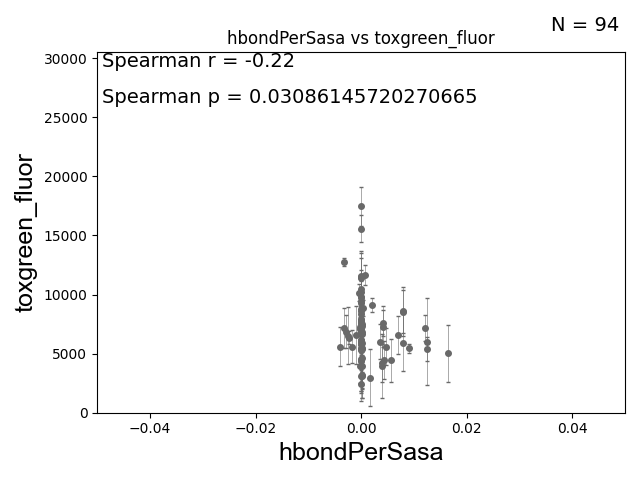 N = 94
hbondPerSasa vs toxgreen_fluor
Spearman r = -0.22
Spearman p = 0.03086145720270665
30000
25000
20000
15000
10000
5000
0
toxgreen_fluor
−0.04 −0.02 0.00 0.02 0.04
hbondPerSasa